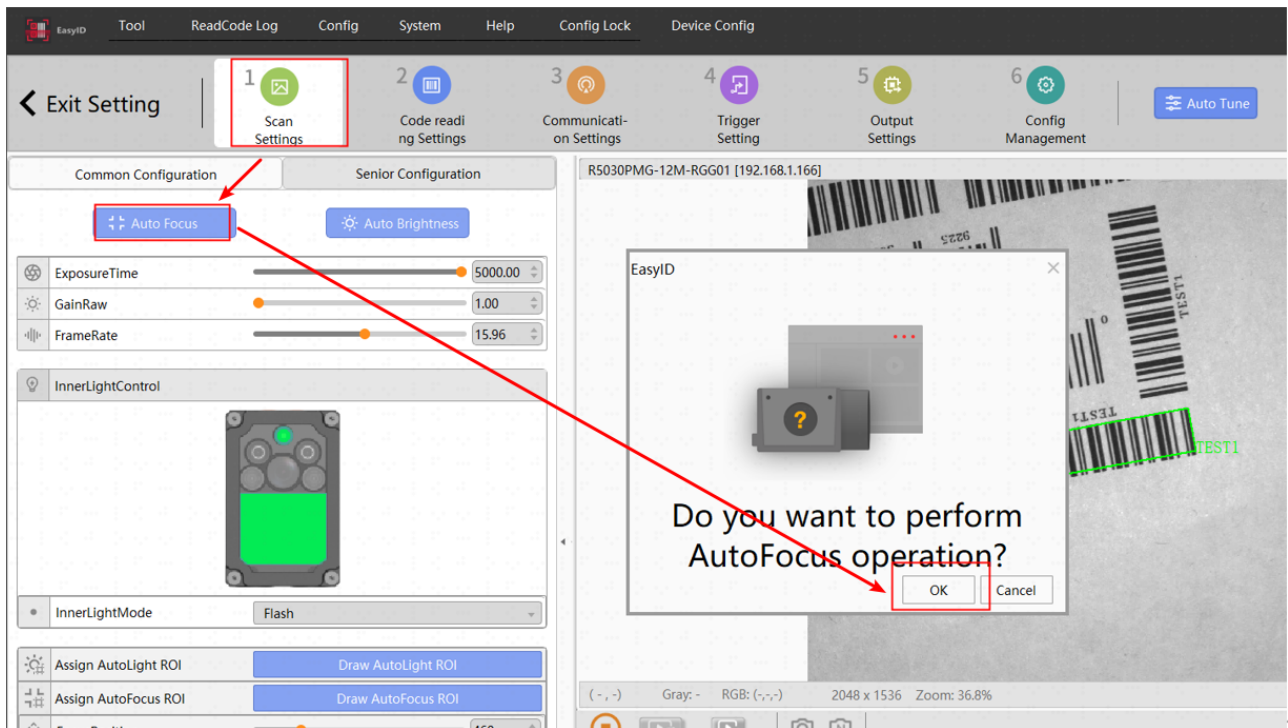 EasyID
Tool
ReadCode Log
Config
System
Help
Config Lock
Device Config
Exit Setting
1
Scan
Settings
2
Code readi
ng Settings
3
Communicati-
on Settings
4
Trigger
Setting
5
Output
Settings
6
Config
Management
Auto Tune
Common Configuration
Senior Configuration
R5030PMG-12M-RGG01 [192.168.1.166]
Auto Focus
Auto Brightness
ExposureTime
5000.00
GainRaw
1.00
FrameRate
15.96
InnerLightControl
InnerLightMode
Flash
Assign AutoLight ROI
Draw AutoLight ROI
Assign AutoFocus ROI
Draw AutoFocus ROI
EasyID
?
Do you want to perform
AutoFocus operation?
OK
Cancel
TEST1
TEST1
TEST1
( - , -)
Gray: -
RGB: (-,-,-)
2048 x 1536
Zoom: 36.8%